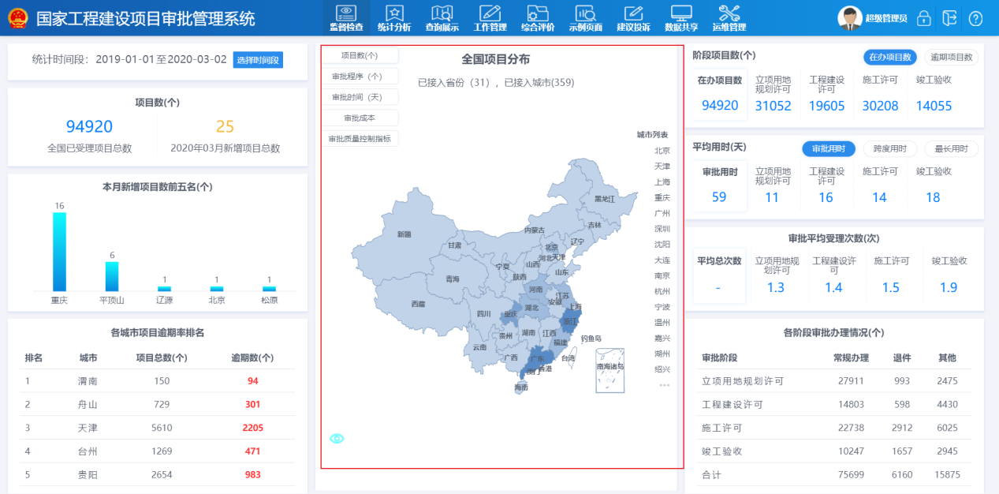 国家工程建设项目审批管理系统
监督检查 统计分析 查询展示 工作管理 综合评价 示例页面 建议投诉 数据共享 运维管理
超级管理员
统计时间段: 2019-01-01至2020-03-02 选择时间段
项目数(个)
94920 25
全国已受理项目总数 2020年03月新增项目总数
本月新增项目数前五名(个)
16 6 1 1 1
重庆 平顶山 辽源 北京 松原
各城市项目逾期率排名
排名 城市 项目总数(个) 逾期数(个)
1 渭南 150 94
2 舟山 729 301
3 天津 5610 2205
4 台州 1269 471
5 贵阳 2654 983
项目数(个)
审批程序（个）
审批时间（天）
审批成本
审批质量控制指标
全国项目分布
已接入省份（31），已接入城市(359)
城市列表
北京
天津
上海
重庆
广州
深圳
沈阳
大连
南京
杭州
宁波
温州
嘉兴
湖州
绍兴
...
黑龙江
吉林
内蒙古
辽宁
新疆
甘肃
北京
河北 天津
宁夏
山西
山东
陕西
青海
河南
江苏
西藏
安徽
上海
湖北
四川
重庆
浙江
贵州
湖南
江西
福建
钓鱼岛
云南
广西
广东
台湾
香港
澳门
南海诸岛
海南
阶段项目数(个) 在办项目数 逾期项目数
在办项目数 立项用地规划许可 工程建设许可 施工许可 竣工验收
94920 31052 19605 30208 14055
平均用时(天) 审批用时 跨度用时 最长用时
审批用时 立项用地规划许可 工程建设许可 施工许可 竣工验收
59 11 16 14 18
审批平均受理次数(次)
平均总次数 立项用地规划许可 工程建设许可 施工许可 竣工验收
- 1.3 1.4 1.5 1.9
各阶段审批办理情况(个)
审批阶段 常规办理 退件 其他
立项用地规划许可 27911 993 2475
工程建设许可 14803 598 4430
施工许可 22738 2912 6025
竣工验收 10247 1657 2945
合计 75699 6160 15875